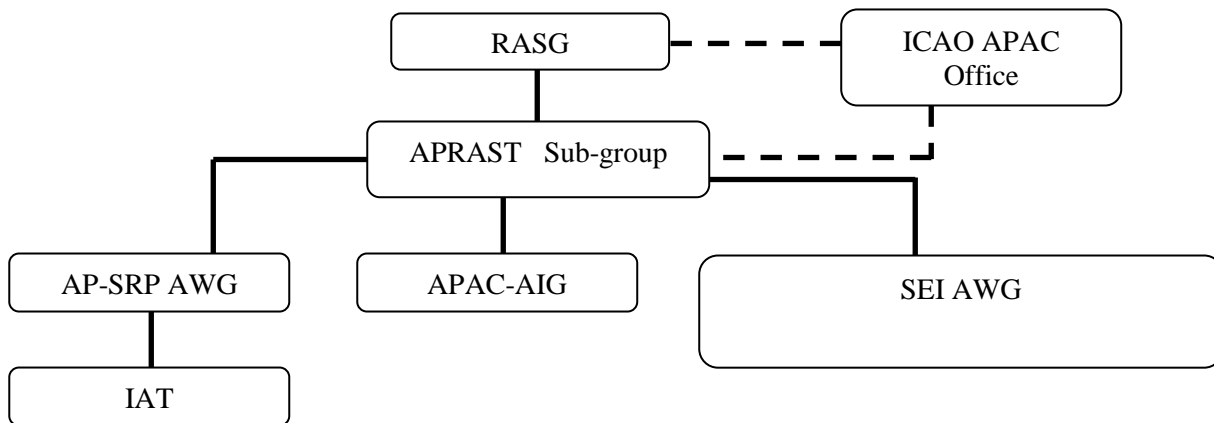 RASG
ICAO APAC
Office
APRAST Sub-group
AP-SRP AWG
APAC-AIG
SEI AWG
IAT